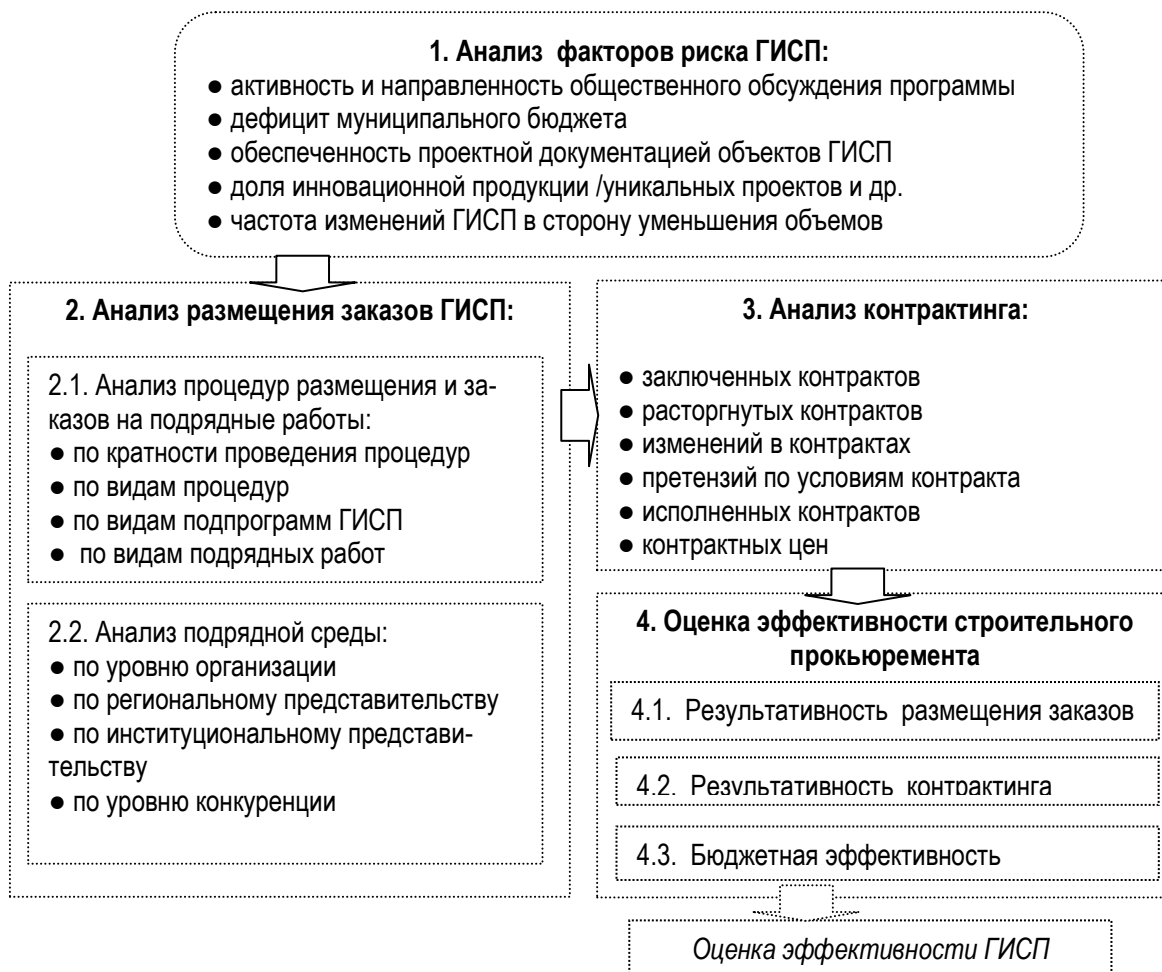 1. Анализ факторов риска ГИСП:
● активность и направленность общественного обсуждения программы
● дефицит муниципального бюджета
● обеспеченность проектной документацией объектов ГИСП
● доля инновационной продукции /уникальных проектов и др.
● частота изменений ГИСП в сторону уменьшения объемов
2. Анализ размещения заказов ГИСП:
2.1. Анализ процедур размещения и за-
казов на подрядные работы:
● по кратности проведения процедур
● по видам процедур
● по видам подпрограмм ГИСП
● по видам подрядных работ
2.2. Анализ подрядной среды:
● по уровню организации
● по региональному представительству
● по институциональному представи-
тельству
● по уровню конкуренции
3. Анализ контрактинга:
● заключенных контрактов
● расторгнутых контрактов
● изменений в контрактах
● претензий по условиям контракта
● исполненных контрактов
● контрактных цен
4. Оценка эффективности строительного
прокьюремента
4.1. Результативность размещения заказов
4.2. Результативность контрактинга
4.3. Бюджетная эффективность
Оценка эффективности ГИСП